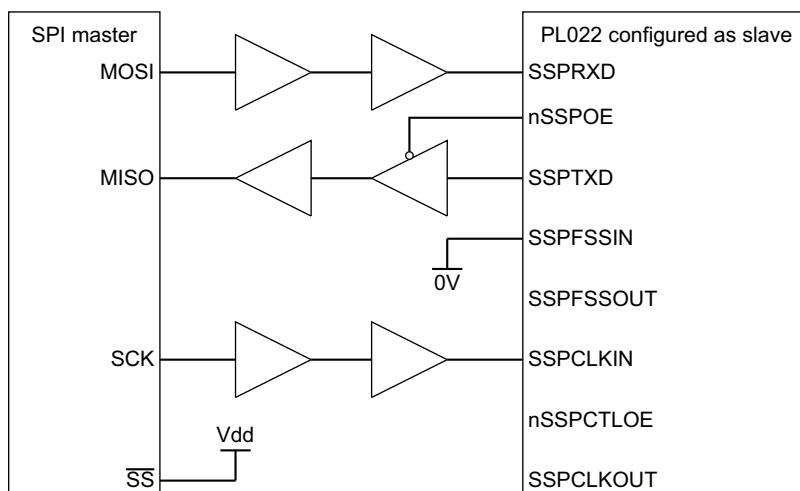 SPI master
PL022 configured as slave
MOSI
SSPRXD
nSSPOE
MISO
SSPTXD
SSPFSSIN
0V
SSPFSSOUT
SCK
SSPCLKIN
nSSPCTLOE
Vdd
SS
SSPCLKOUT